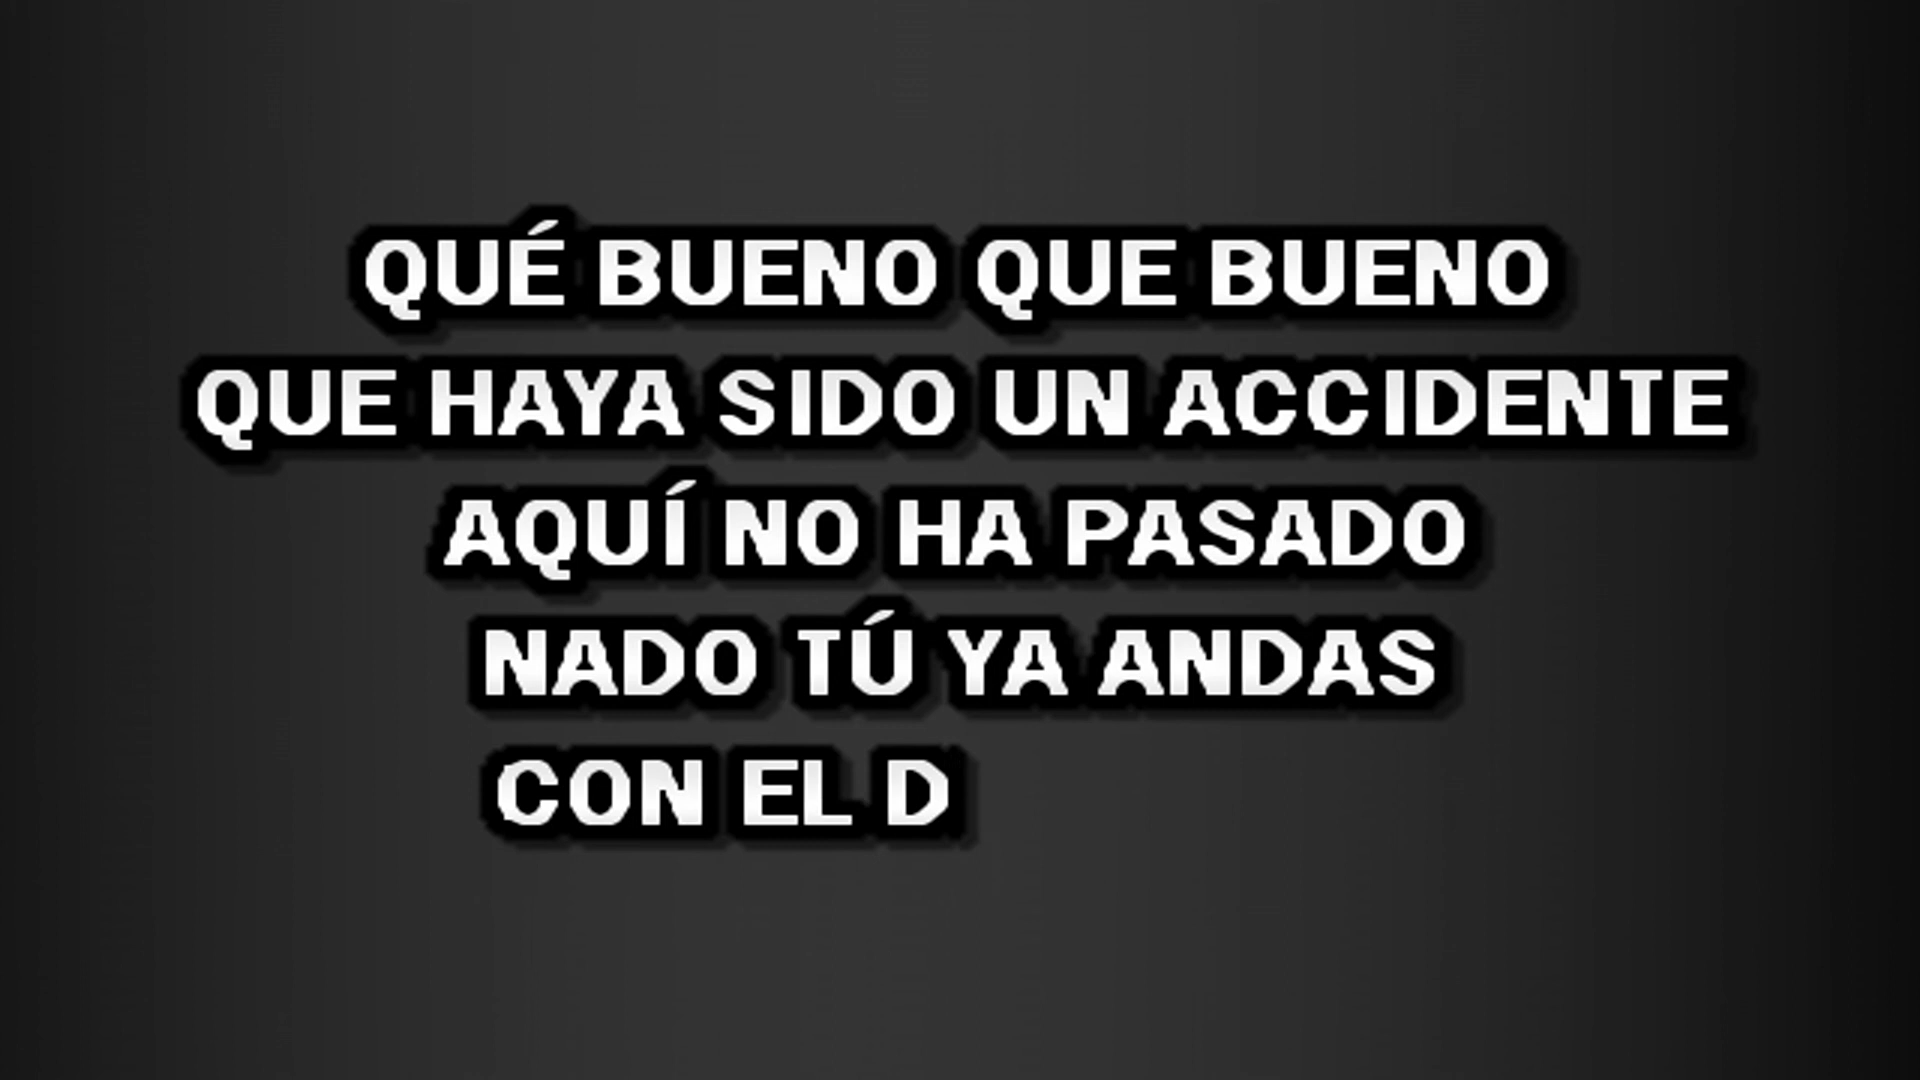 QUÉ BUENO QUE BUENO
QUE HAYA SIDO UN ACCIDENTE
AQUÍ NO HA PASADO
NADO TÚ YA ANDAS
CON EL D